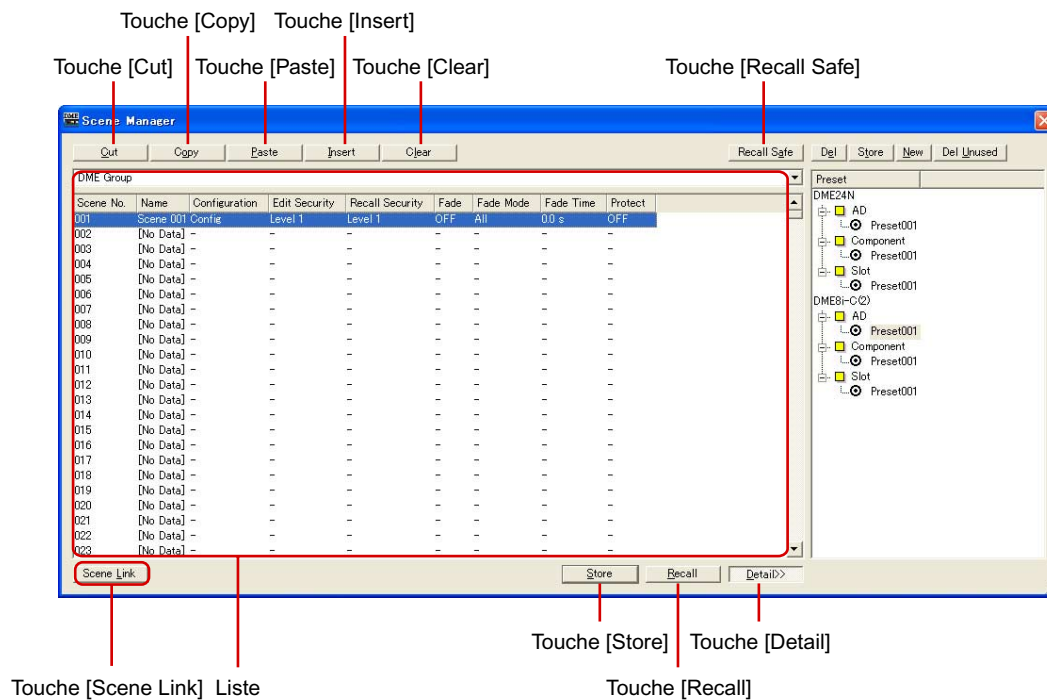 Touche [Copy] Touche [Insert]
Touche [Cut] Touche [Paste] Touche [Clear] Touche [Recall Safe]
DME Scene Manager
Cut Copy Paste Insert Clear Recall Safe Del Store New Del Unused
DME Group
Preset
Scene No. Name Configuration Edit Security Recall Security Fade Fade Mode Fade Time Protect
001 Scene 001 Config Level 1 Level 1 OFF All 0.0 s OFF
002 [No Data] - - - - - - -
003 [No Data] - - - - - - -
004 [No Data] - - - - - - -
005 [No Data] - - - - - - -
006 [No Data] - - - - - - -
007 [No Data] - - - - - - -
008 [No Data] - - - - - - -
009 [No Data] - - - - - - -
010 [No Data] - - - - - - -
011 [No Data] - - - - - - -
012 [No Data] - - - - - - -
013 [No Data] - - - - - - -
014 [No Data] - - - - - - -
015 [No Data] - - - - - - -
016 [No Data] - - - - - - -
017 [No Data] - - - - - - -
018 [No Data] - - - - - - -
019 [No Data] - - - - - - -
020 [No Data] - - - - - - -
021 [No Data] - - - - - - -
022 [No Data] - - - - - - -
023 [No Data] - - - - - - -
DME24N
AD
Preset001
Component
Preset001
Slot
Preset001
DME8i-C(2)
AD
Preset001
Component
Preset001
Slot
Preset001
Scene Link Store Recall Detail>>
Touche [Store] Touche [Detail]
Touche [Scene Link] Liste Touche [Recall]